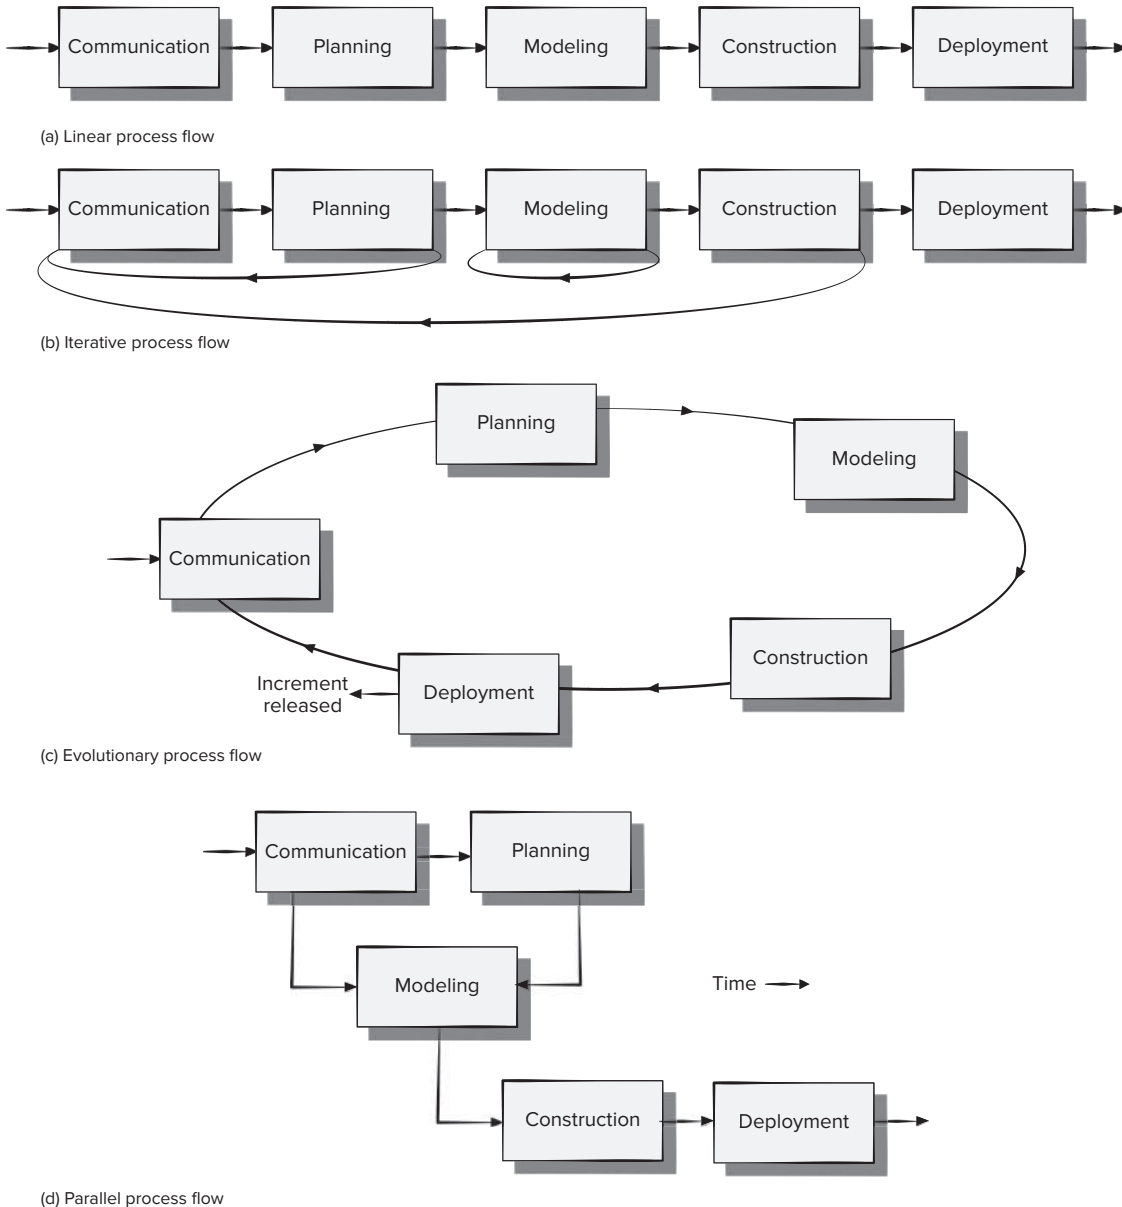 Communication
Planning
Modeling
Construction
Deployment
(a) Linear process flow
Communication
Planning
Modeling
Construction
Deployment
(b) Iterative process flow
Planning
Modeling
Communication
Construction
Increment
released
Deployment
(c) Evolutionary process flow
Communication
Planning
Modeling
Time
Construction
Deployment
(d) Parallel process flow